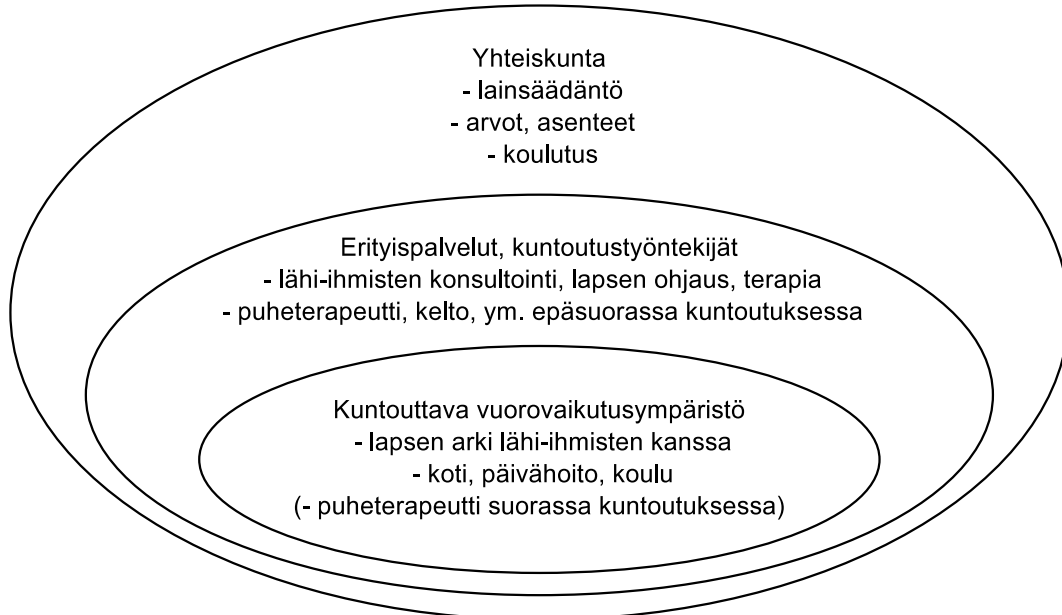 Yhteiskunta
- lainsäädäntö
- arvot, asenteet
- koulutus
Erityispalvelut, kuntoutustyöntekijät
- lähi-ihmisten konsultointi, lapsen ohjaus, terapia
- puheterapeutti, kelto, ym. epäsuorassa kuntoutuksessa
Kuntouttava vuorovaikutusympäristö
- lapsen arki lähi-ihmisten kanssa
- koti, päivähoito, koulu
(- puheterapeutti suorassa kuntoutuksessa)